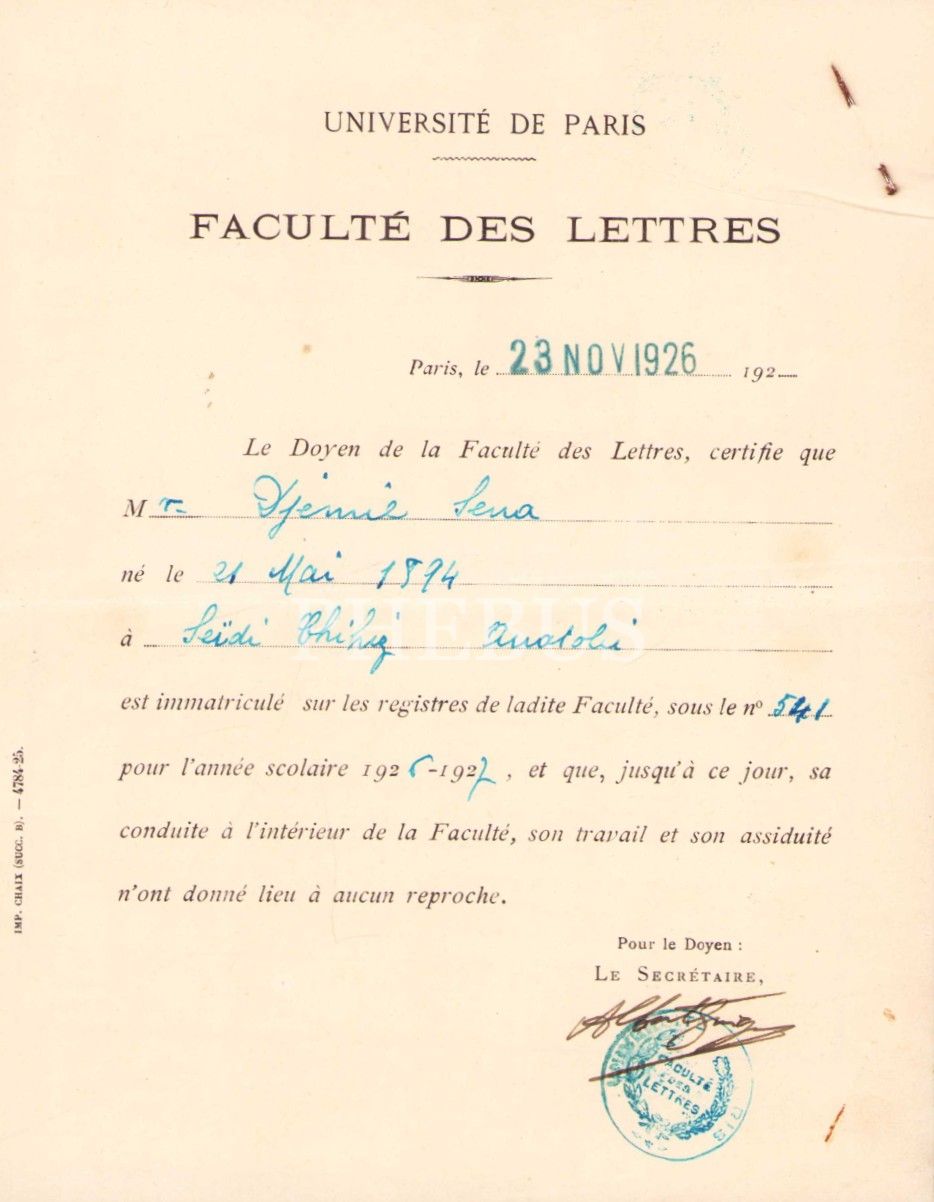 UNIVERSITÉ DE PARIS
FACULTÉ DES LETTRES
Paris, le 23 NOV 1926 192
Le Doyen de la Faculté des Lettres, certifie que
Mr Djémil Sena
né le 21 Mai 1894
à Seïdi Anatolie
PHEBUS
est immatriculé sur les registres de ladite Faculté, sous le nº 541
pour l'année scolaire 1926-1927, et que, jusqu'à ce jour, sa
conduite à l'intérieur de la Faculté, son travail et son assiduité
n'ont donné lieu à aucun reproche.
IMP. CHAIX (SUCC. B). — 4784-25.
Pour le Doyen :
LE SECRÉTAIRE,
FACULTÉ
DES
LETTRES